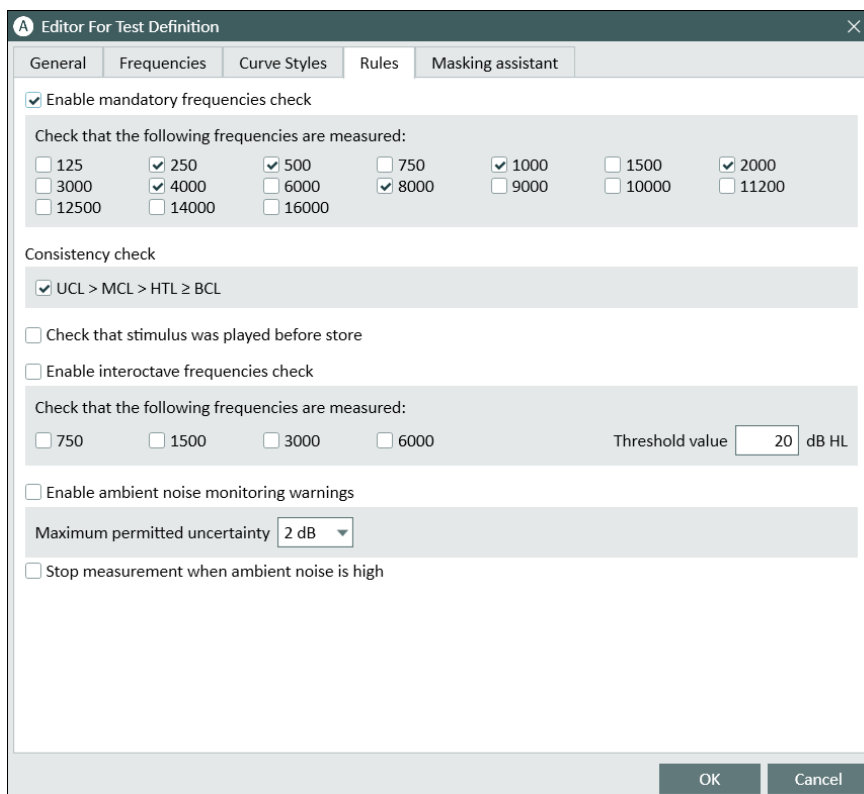 A Editor For Test Definition
General Frequencies Curve Styles Rules Masking assistant
Enable mandatory frequencies check
Check that the following frequencies are measured:
125 250 500 750 1000 1500 2000
3000 4000 6000 8000 9000 10000 11200
12500 14000 16000
Consistency check
UCL > MCL > HTL ≥ BCL
Check that stimulus was played before store
Enable interoctave frequencies check
Check that the following frequencies are measured:
750 1500 3000 6000 Threshold value 20 dB HL
Enable ambient noise monitoring warnings
Maximum permitted uncertainty 2 dB
Stop measurement when ambient noise is high
OK Cancel